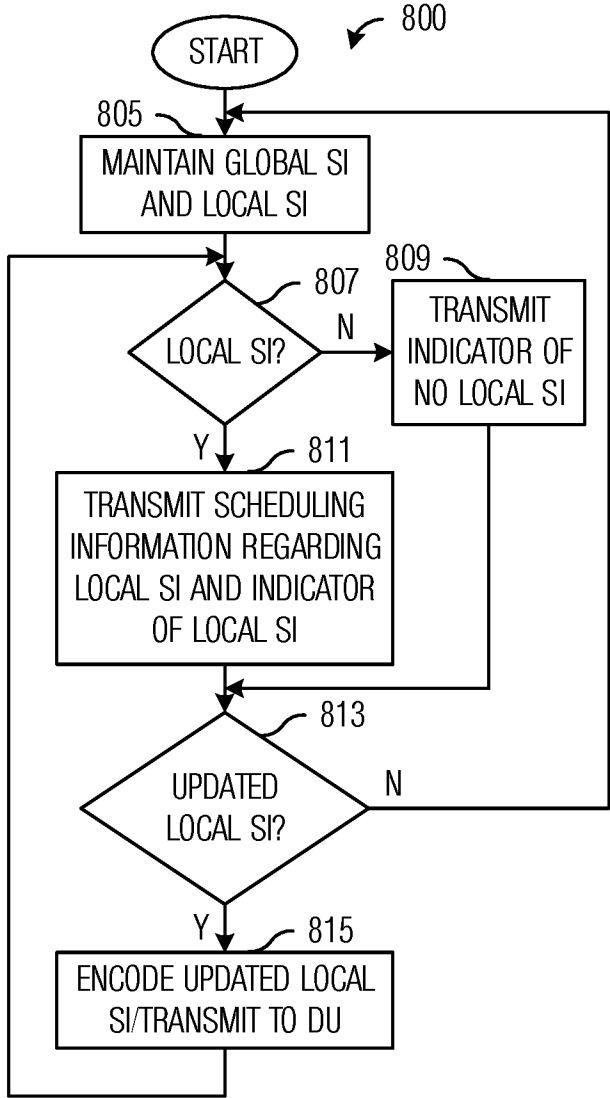 800
START
805
MAINTAIN GLOBAL SI
AND LOCAL SI
807
LOCAL SI?
N
809
TRANSMIT
INDICATOR OF
NO LOCAL SI
Y
811
TRANSMIT SCHEDULING
INFORMATION REGARDING
LOCAL SI AND INDICATOR
OF LOCAL SI
813
UPDATED
LOCAL SI?
N
Y
815
ENCODE UPDATED LOCAL
SI/TRANSMIT TO DU